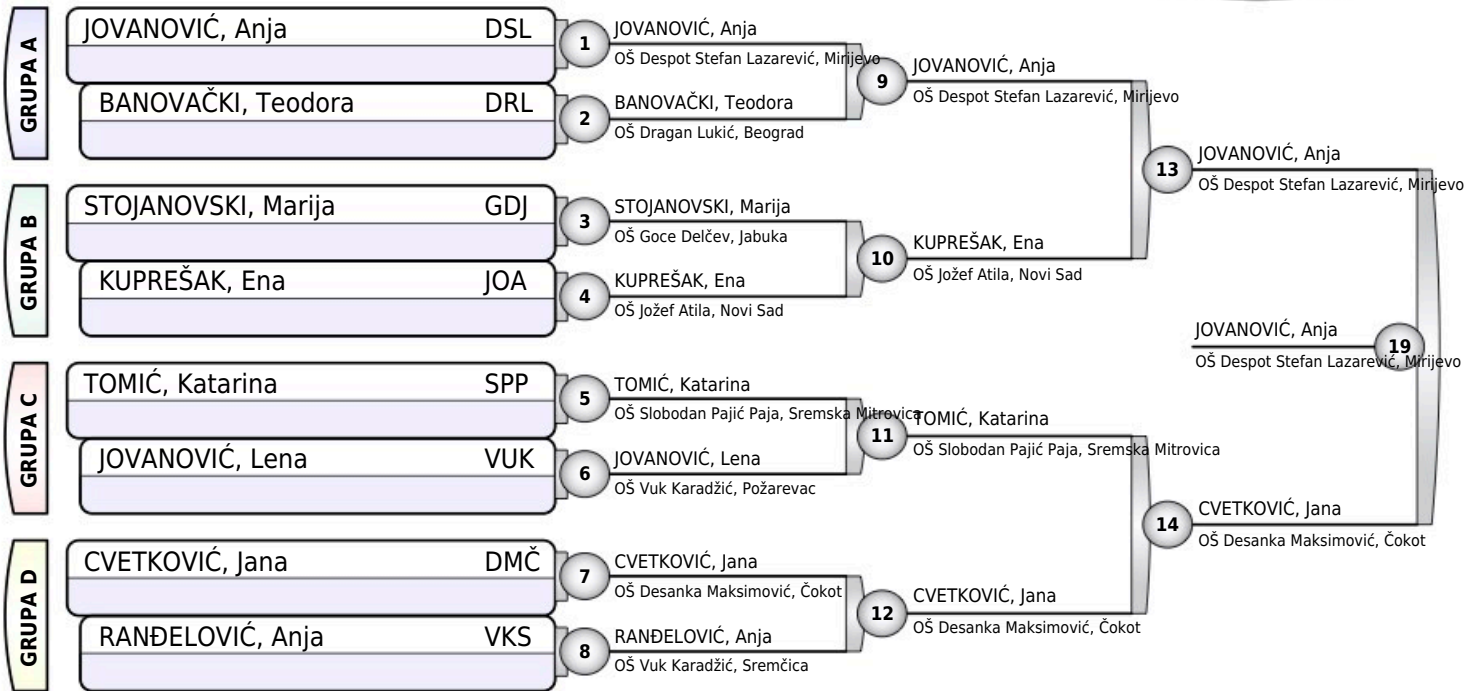 GRUPA A
JOVANOVIĆ, Anja DSL
BANOVAČKI, Teodora DRL
GRUPA B
STOJANOVSKI, Marija GDJ
KUPREŠAK, Ena JOA
GRUPA C
TOMIĆ, Katarina SPP
JOVANOVIĆ, Lena VUK
GRUPA D
CVETKOVIĆ, Jana DMČ
RANĐELOVIĆ, Anja VKS
1
JOVANOVIĆ, Anja
OŠ Despot Stefan Lazarević, Mirijevo
2
BANOVAČKI, Teodora
OŠ Dragan Lukić, Beograd
3
STOJANOVSKI, Marija
OŠ Goce Delčev, Jabuka
4
KUPREŠAK, Ena
OŠ Jožef Atila, Novi Sad
5
TOMIĆ, Katarina
OŠ Slobodan Pajić Paja, Sremska Mitrovica
6
JOVANOVIĆ, Lena
OŠ Vuk Karadžić, Požarevac
7
CVETKOVIĆ, Jana
OŠ Desanka Maksimović, Čokot
8
RANĐELOVIĆ, Anja
OŠ Vuk Karadžić, Sremčica
9
JOVANOVIĆ, Anja
OŠ Despot Stefan Lazarević, Mirijevo
10
KUPREŠAK, Ena
OŠ Jožef Atila, Novi Sad
11
TOMIĆ, Katarina
OŠ Slobodan Pajić Paja, Sremska Mitrovica
12
CVETKOVIĆ, Jana
OŠ Desanka Maksimović, Čokot
13
JOVANOVIĆ, Anja
OŠ Despot Stefan Lazarević, Mirijevo
14
CVETKOVIĆ, Jana
OŠ Desanka Maksimović, Čokot
19
JOVANOVIĆ, Anja
OŠ Despot Stefan Lazarević, Mirijevo